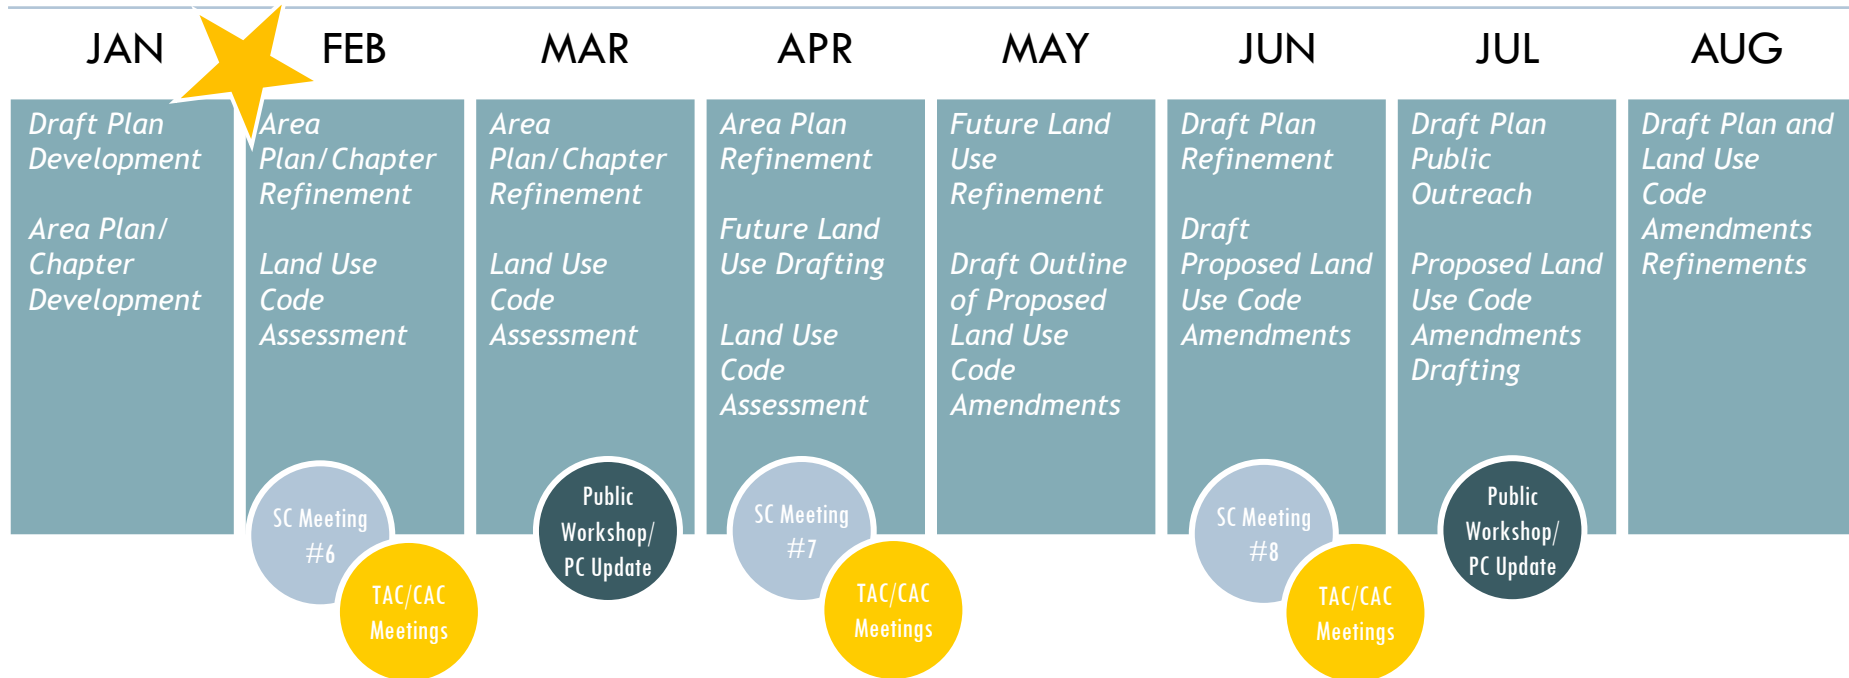 JAN
FEB
MAR
APR
MAY
JUN
JUL
AUG
Draft Plan
Development
Area Plan/
Chapter
Development
Area
Plan/Chapter
Refinement
Land Use
Code
Assessment
Area
Plan/Chapter
Refinement
Land Use
Code
Assessment
Area Plan
Refinement
Future Land
Use Drafting
Land Use
Code
Assessment
Future Land
Use
Refinement
Draft Outline
of Proposed
Land Use
Code
Amendments
Draft Plan
Refinement
Draft
Proposed Land
Use Code
Amendments
Draft Plan
Public
Outreach
Proposed Land
Use Code
Amendments
Drafting
Draft Plan and
Land Use
Code
Amendments
Refinements
SC Meeting
#6
TAC/CAC
Meetings
Public
Workshop/
PC Update
SC Meeting
#7
TAC/CAC
Meetings
SC Meeting
#8
TAC/CAC
Meetings
Public
Workshop/
PC Update